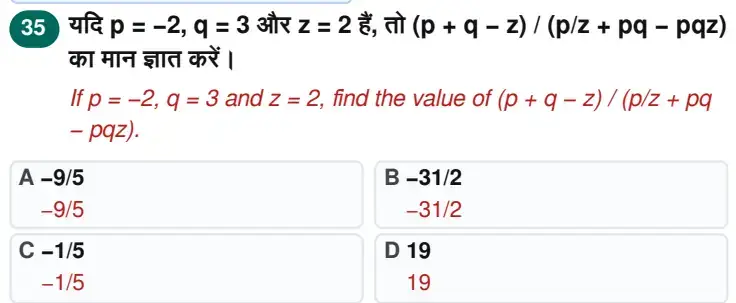 35 यदि p = −2, q = 3 और z = 2 हैं, तो (p + q − z) / (p/z + pq − pqz)
का मान ज्ञात करें।
If p = −2, q = 3 and z = 2, find the value of (p + q − z) / (p/z + pq
− pqz).
A −9/5
−9/5
B −31/2
−31/2
C −1/5
−1/5
D 19
19